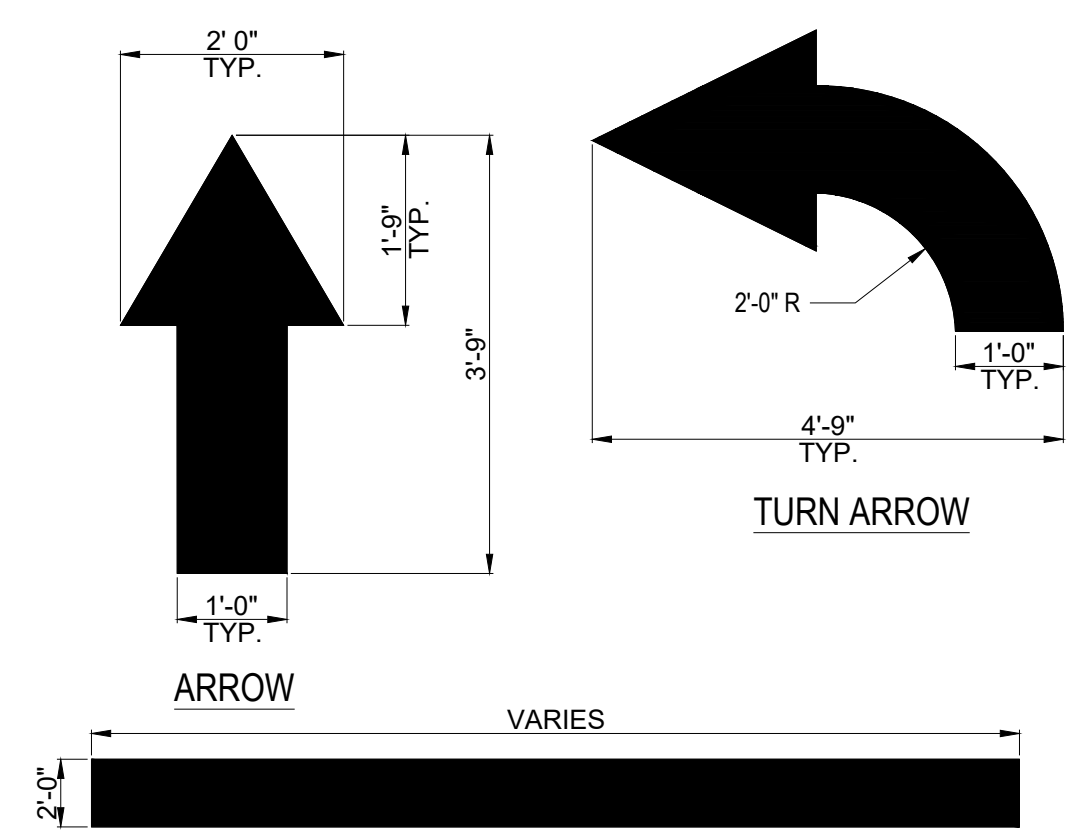 2' 0"
TYP.
1'-9"
TYP.
3'-9"
1'-0"
TYP.
ARROW
2'-0" R
1'-0"
TYP.
4'-9"
TYP.
TURN ARROW
VARIES
2'-0"